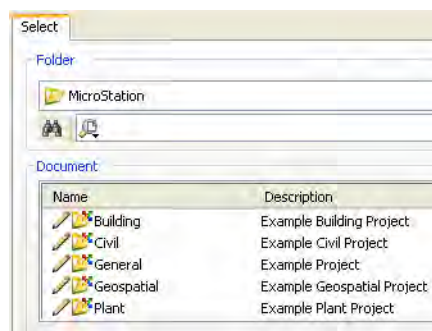 Select
Folder
MicroStation
Document
Name Description
Building Example Building Project
Civil Example Civil Project
General Example Project
Geospatial Example Geospatial Project
Plant Example Plant Project